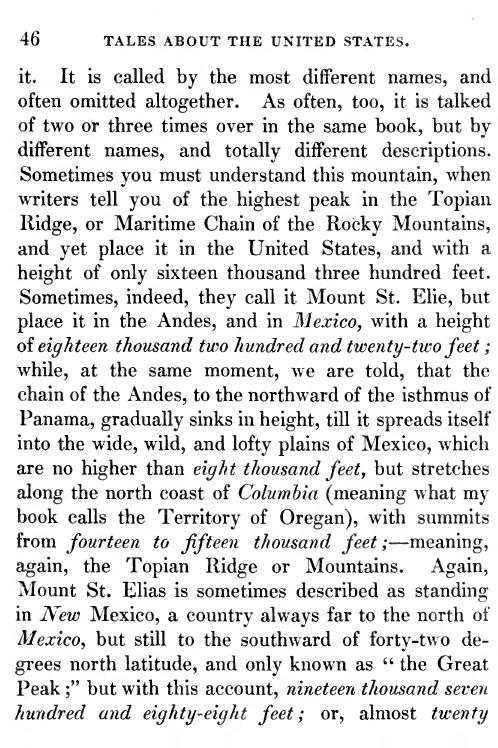 46 TALES ABOUT THE UNITED STATES.
it. It is called by the most different names, and
often omitted altogether. As often, too, it is talked
of two or three times over in the same book, but by
different names, and totally different descriptions.
Sometimes you must understand this mountain, when
writers tell you of the highest peak in the Topian
Ridge, or Maritime Chain of the Rocky Mountains,
and yet place it in the United States, and with a
height of only sixteen thousand three hundred feet.
Sometimes, indeed, they call it Mount St. Elie, but
place it in the Andes, and in Mexico, with a height
of eighteen thousand two hundred and twenty-two feet;
while, at the same moment, we are told, that the
chain of the Andes, to the northward of the isthmus of
Panama, gradually sinks in height, till it spreads itself
into the wide, wild, and lofty plains of Mexico, which
are no higher than eight thousand feet, but stretches
along the north coast of Columbia (meaning what my
book calls the Territory of Oregan), with summits
from fourteen to fifteen thousand feet;—meaning,
again, the Topian Ridge or Mountains. Again,
Mount St. Elias is sometimes described as standing
in New Mexico, a country always far to the north of
Mexico, but still to the southward of forty-two de-
grees north latitude, and only known as “ the Great
Peak;” but with this account, nineteen thousand seven
hundred and eighty-eight feet; or, almost twenty